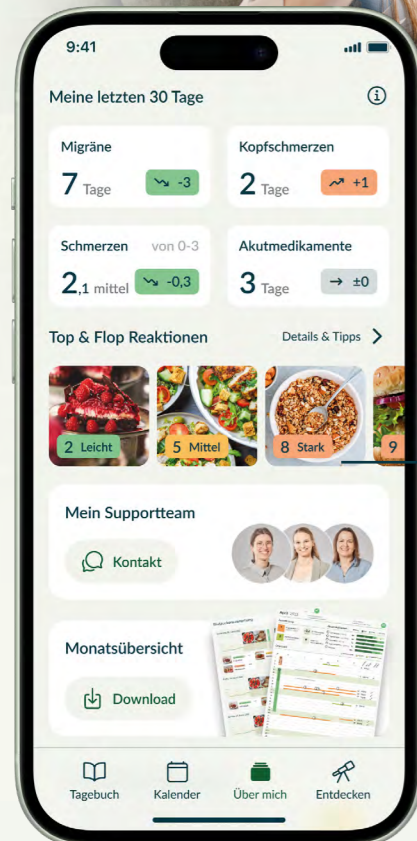 9:41
Meine letzten 30 Tage
Migräne
7 Tage -3
Kopfschmerzen
2 Tage +1
Schmerzen von 0-3
2,1 mittel -0,3
Akutmedikamente
3 Tage ±0
Top & Flop Reaktionen Details & Tipps
2 Leicht
5 Mittel
8 Stark
9
Mein Supportteam
Kontakt
Monatsübersicht
Download
Tagebuch Kalender Über mich Entdecken